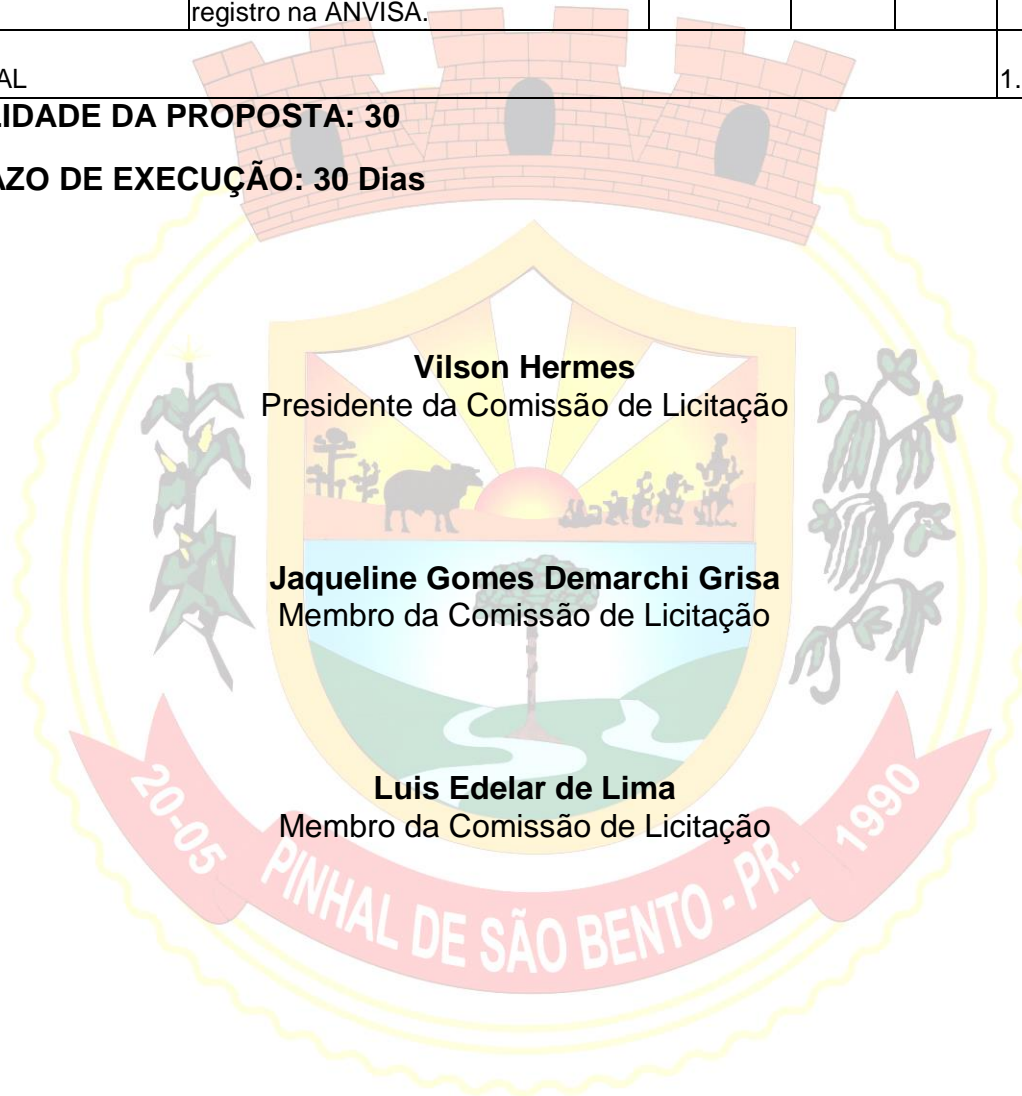 registro na ANVISA.
AL 1.
LIDADE DA PROPOSTA: 30
AZO DE EXECUÇÃO: 30 Dias
Vilson Hermes
Presidente da Comissão de Licitação
Jaqueline Gomes Demarchi Grisa
Membro da Comissão de Licitação
Luis Edelar de Lima
Membro da Comissão de Licitação
20-05 PINHAL DE SÃO BENTO - PR. 1990